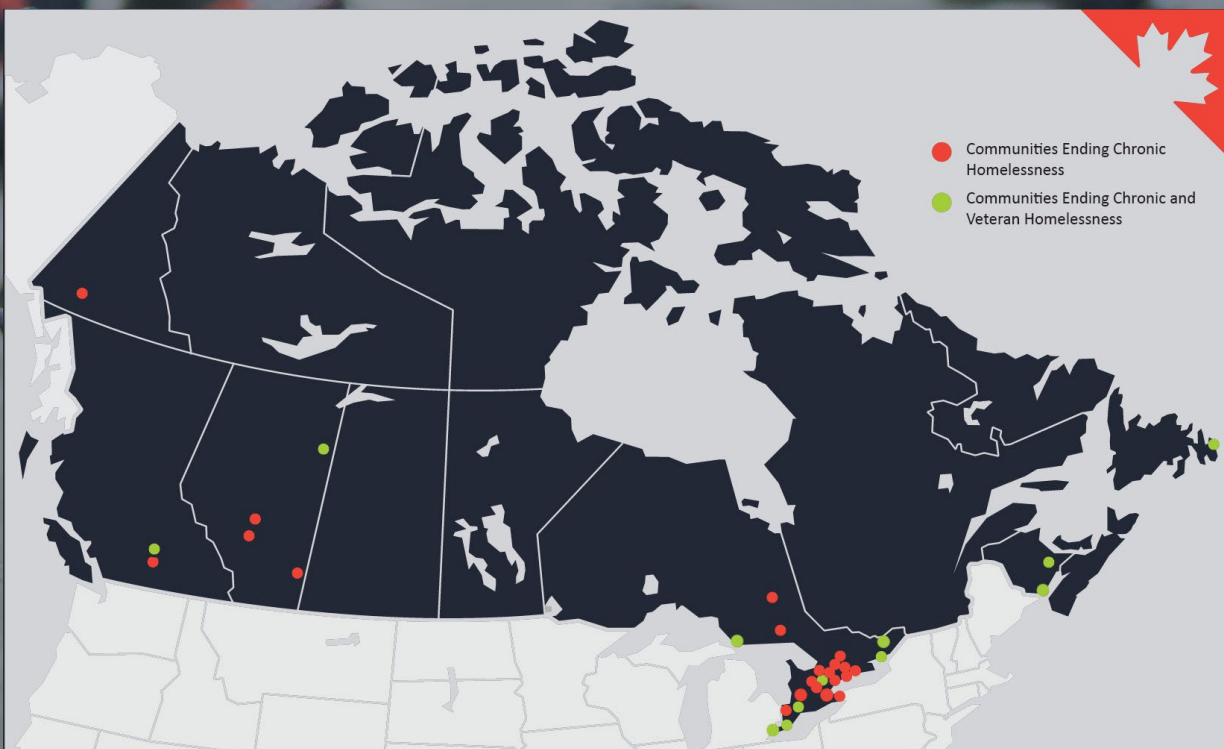 Communities Ending Chronic
Homelessness
Communities Ending Chronic and
Veteran Homelessness